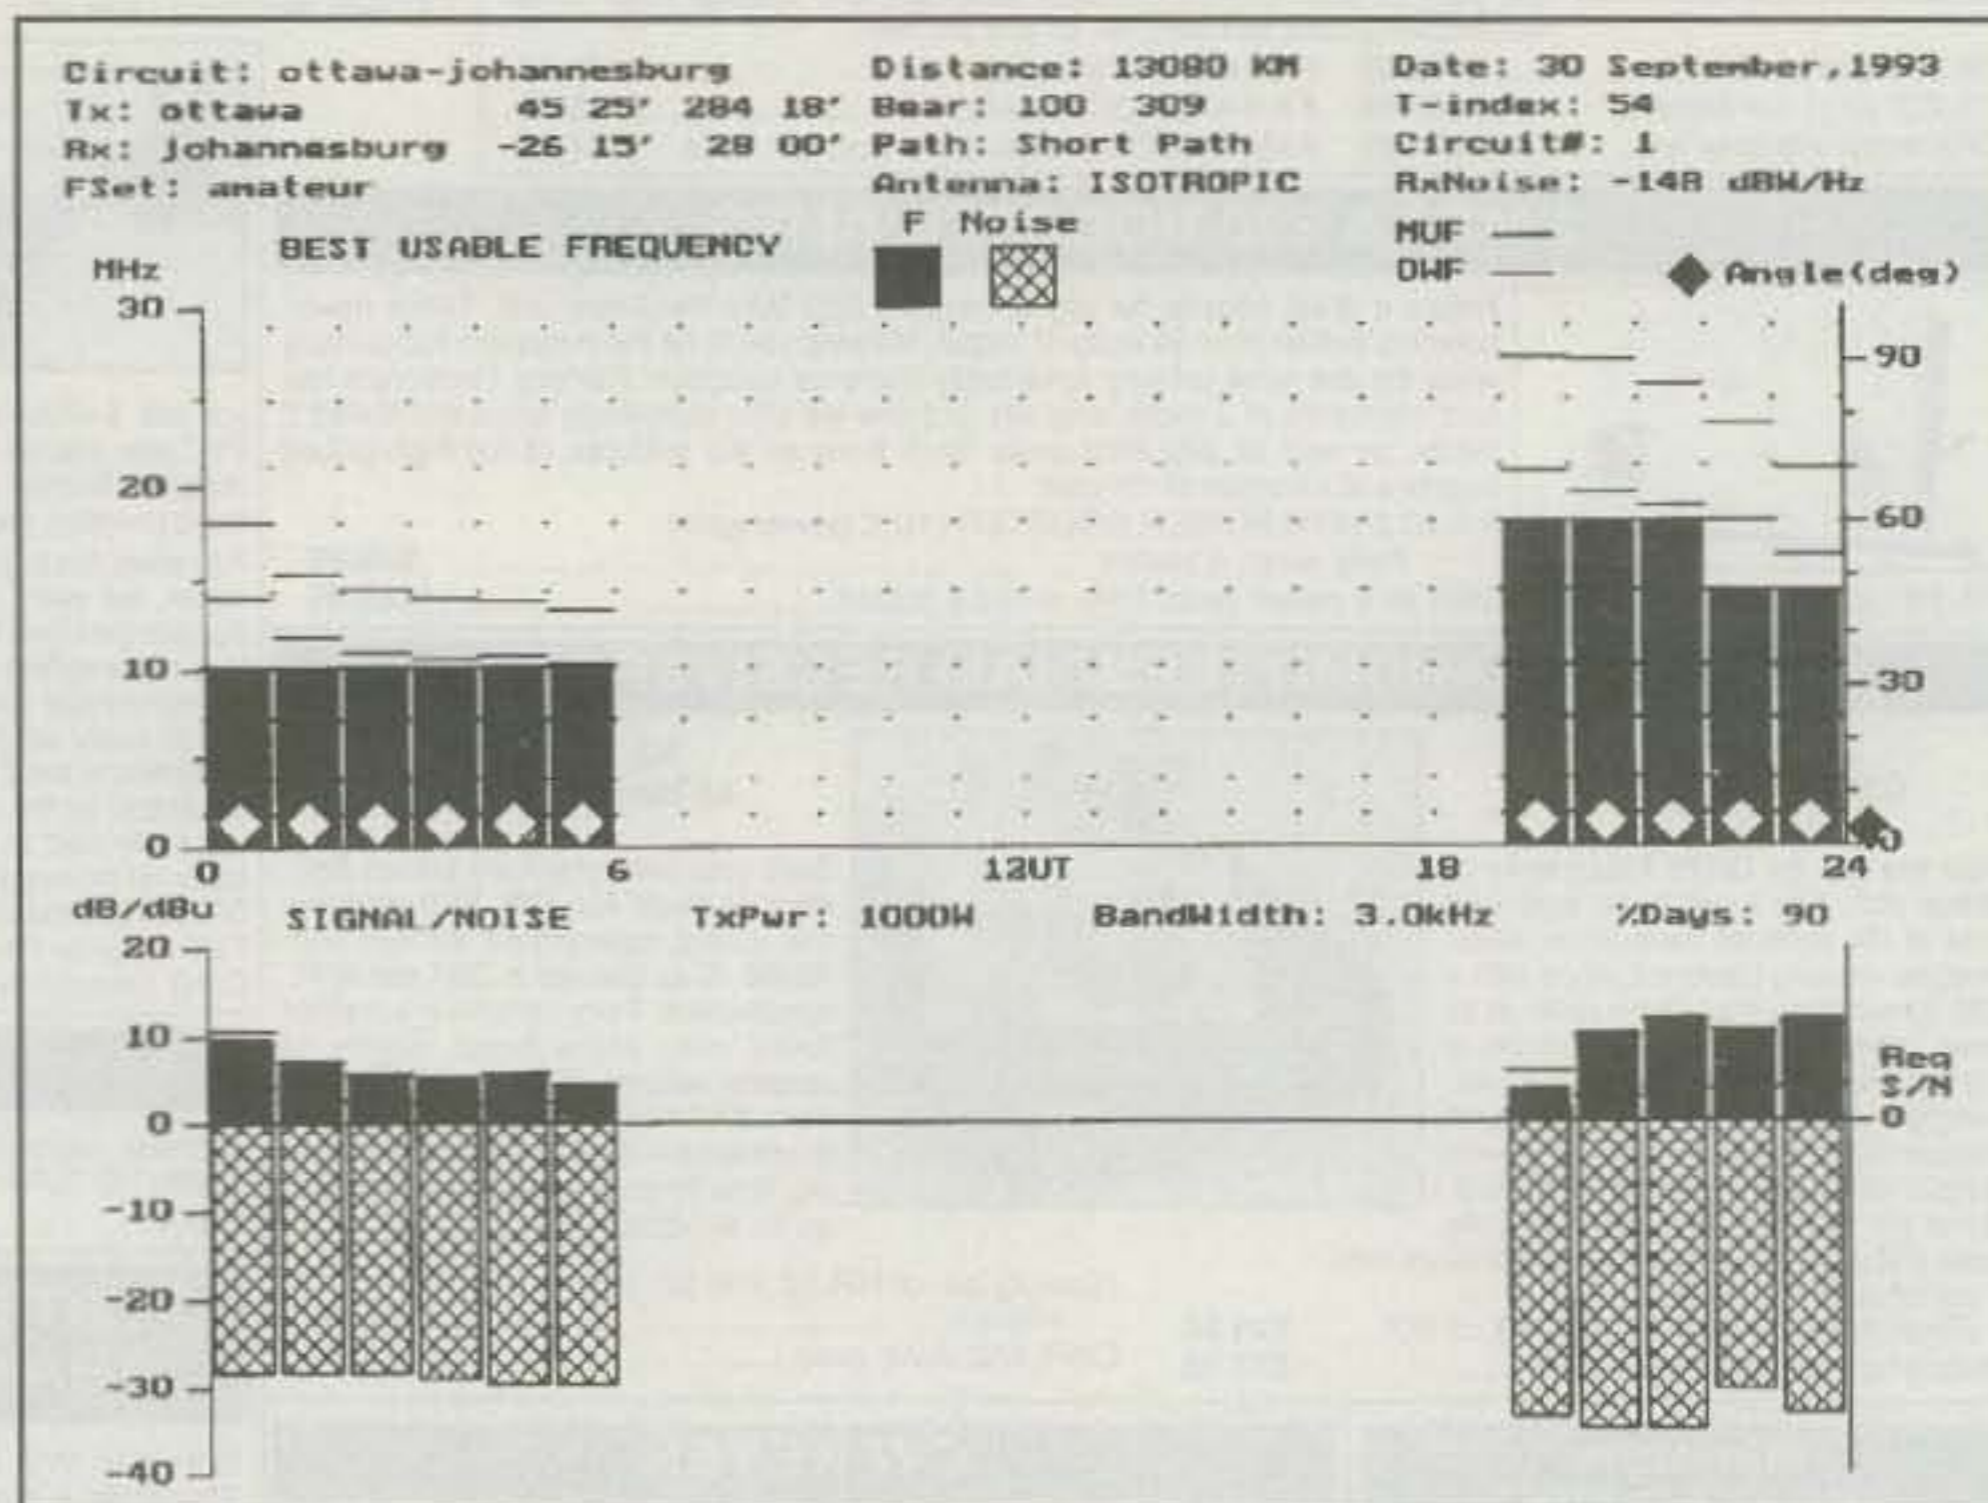 Circuit: ottawa-johannesburg Distance: 13080 KM Date: 30 September,1993
Tx: ottawa 45 25' 284 18' Bear: 100 309 T-index: 54
Rx: johannesburg -26 15' 28 00' Path: Short Path Circuit#: 1
FSet: amateur Antenna: ISOTROPIC RxNoise: -148 dBW/Hz
F Noise
MUF
OWF
BEST USABLE FREQUENCY
Angle(deg)
MHz
30
20
10
0
90
60
30
0
0 6 12UT 18 24
dB/dBu SIGNAL/NOISE TxPwr: 1000W BandWidth: 3.0kHz %Days: 90
20
10
0
-10
-20
-30
-40
Req
S/N
0